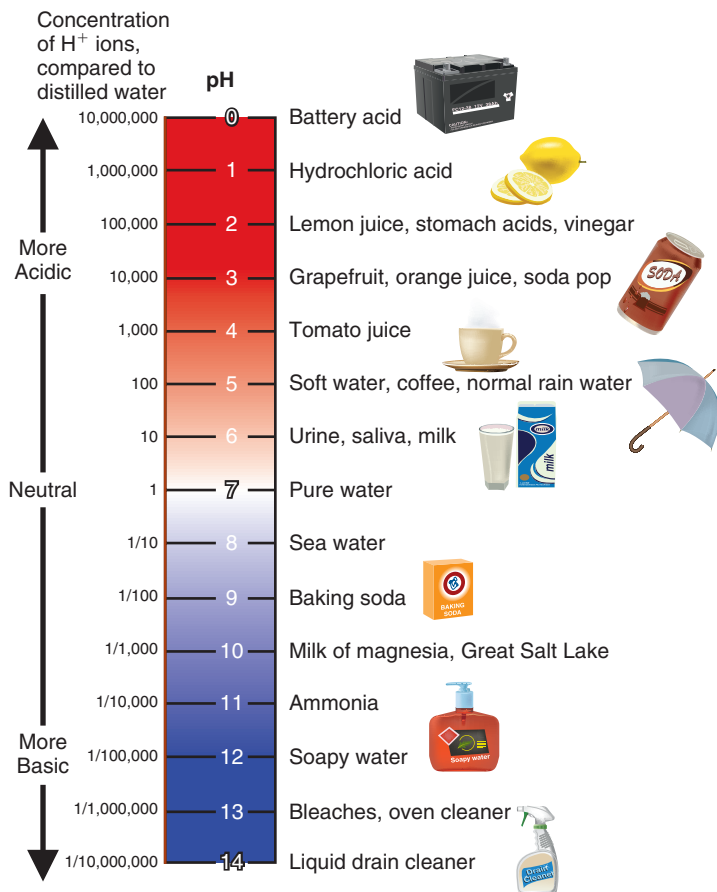 Concentration
of H+ ions,
compared to
distilled water
pH
10,000,000 0 Battery acid
1,000,000 1 Hydrochloric acid
100,000 2 Lemon juice, stomach acids, vinegar
More
Acidic
10,000 3 Grapefruit, orange juice, soda pop
SODA
1,000 4 Tomato juice
100 5 Soft water, coffee, normal rain water
10 6 Urine, saliva, milk
milk
milk
Neutral
1 7 Pure water
1/10 8 Sea water
1/100 9 Baking soda
BAKING
SODA
1/1,000 10 Milk of magnesia, Great Salt Lake
1/10,000 11 Ammonia
More
Basic
1/100,000 12 Soapy water
Soapy water
1/1,000,000 13 Bleaches, oven cleaner
1/10,000,000 14 Liquid drain cleaner
Drain
Cleaner